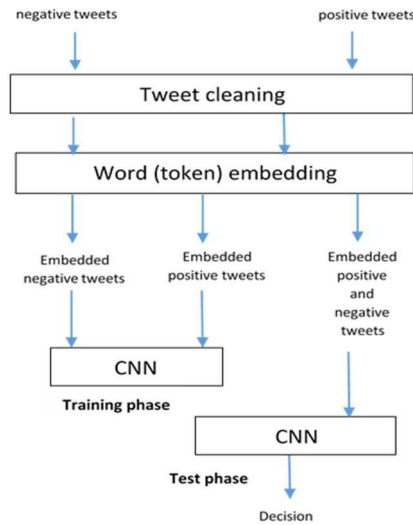 negative tweets
positive tweets
Tweet cleaning
Word (token) embedding
Embedded
negative tweets
Embedded
positive tweets
Embedded
positive
and
negative
tweets
CNN
Training phase
CNN
Test phase
Decision